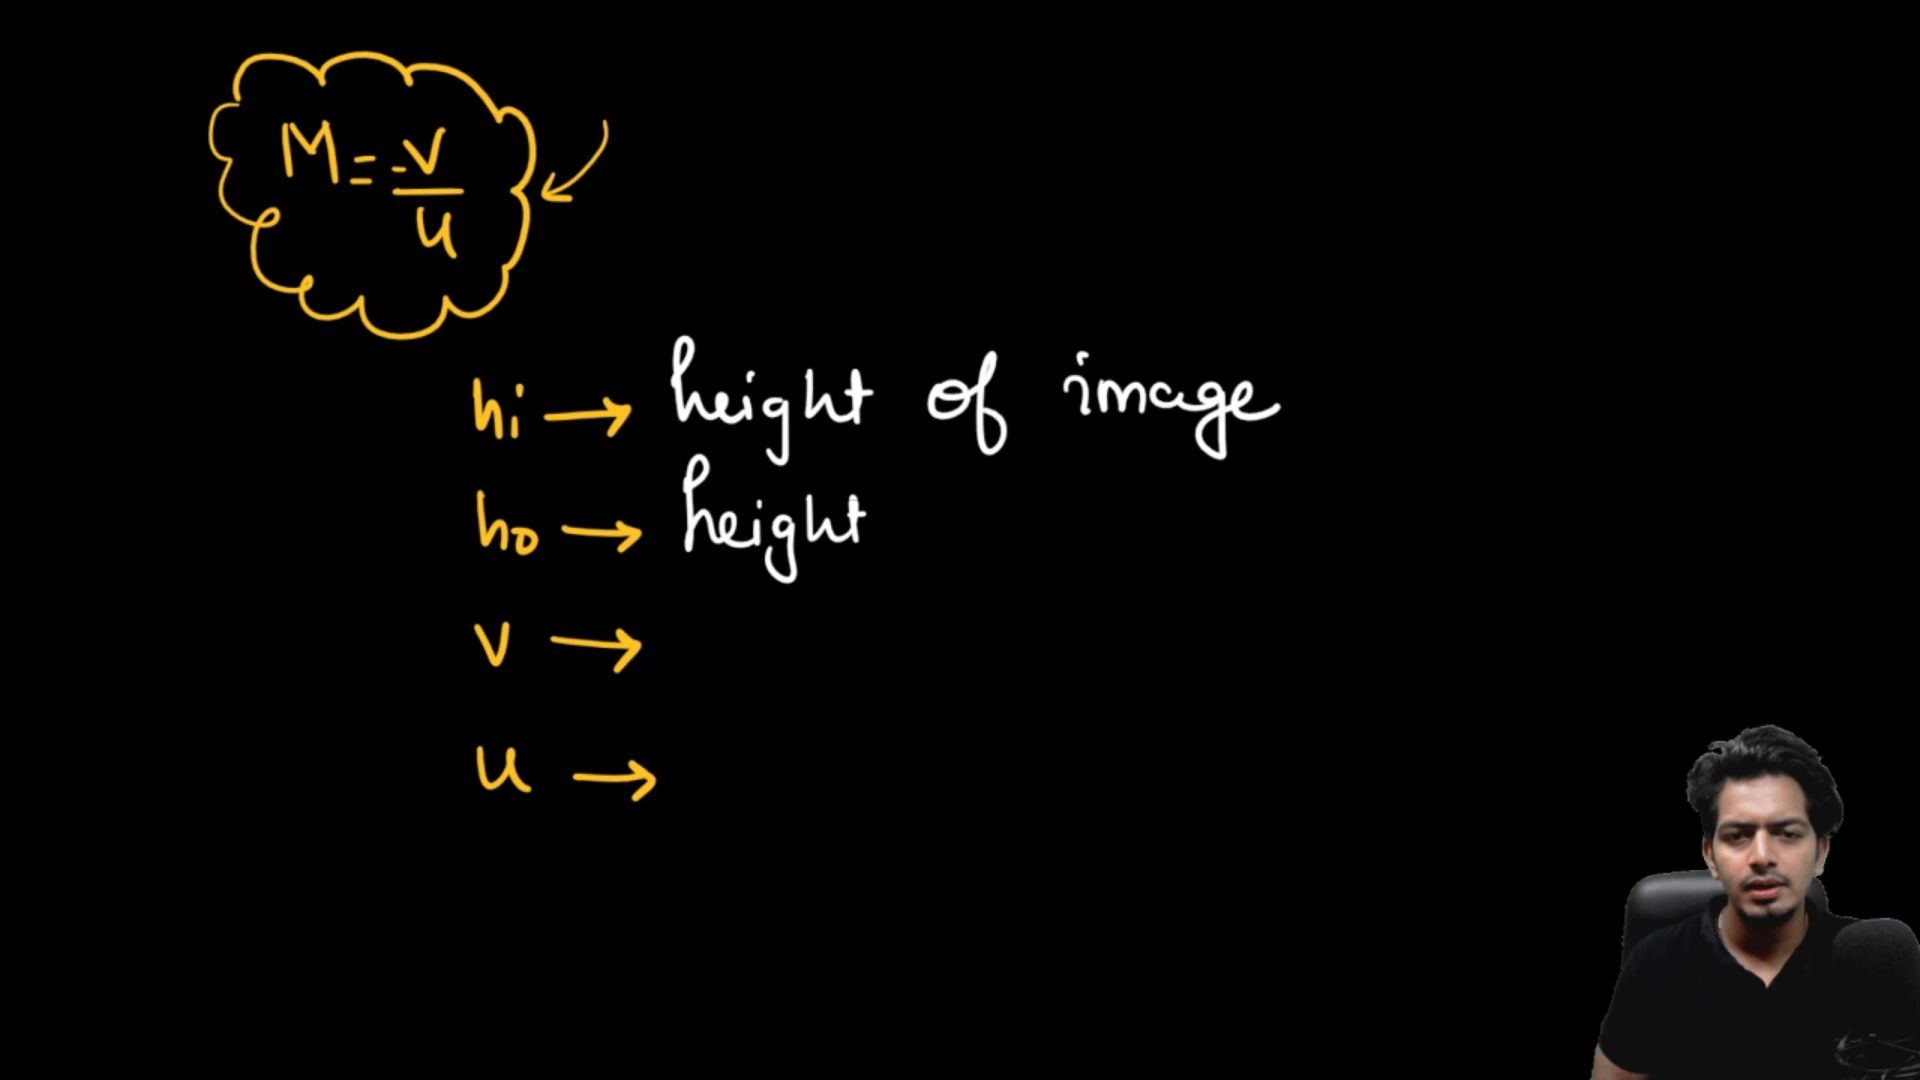 M = -v
u
hi → height of image
ho → height
v →
u →